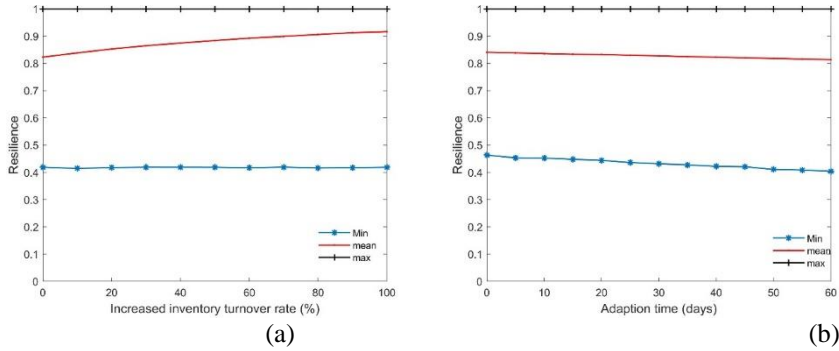 1
0.9
0.8
0.7
0.6
0.5
0.4
0.3
0.2
0.1
0
Resilience
Min
mean
max
0 20 40 60 80 100
Increased inventory turnover rate (%)
(a)
1
0.9
0.8
0.7
0.6
0.5
0.4
0.3
0.2
0.1
0
Resilience
Min
mean
max
0 10 20 30 40 50 60
Adaption time (days)
(b)